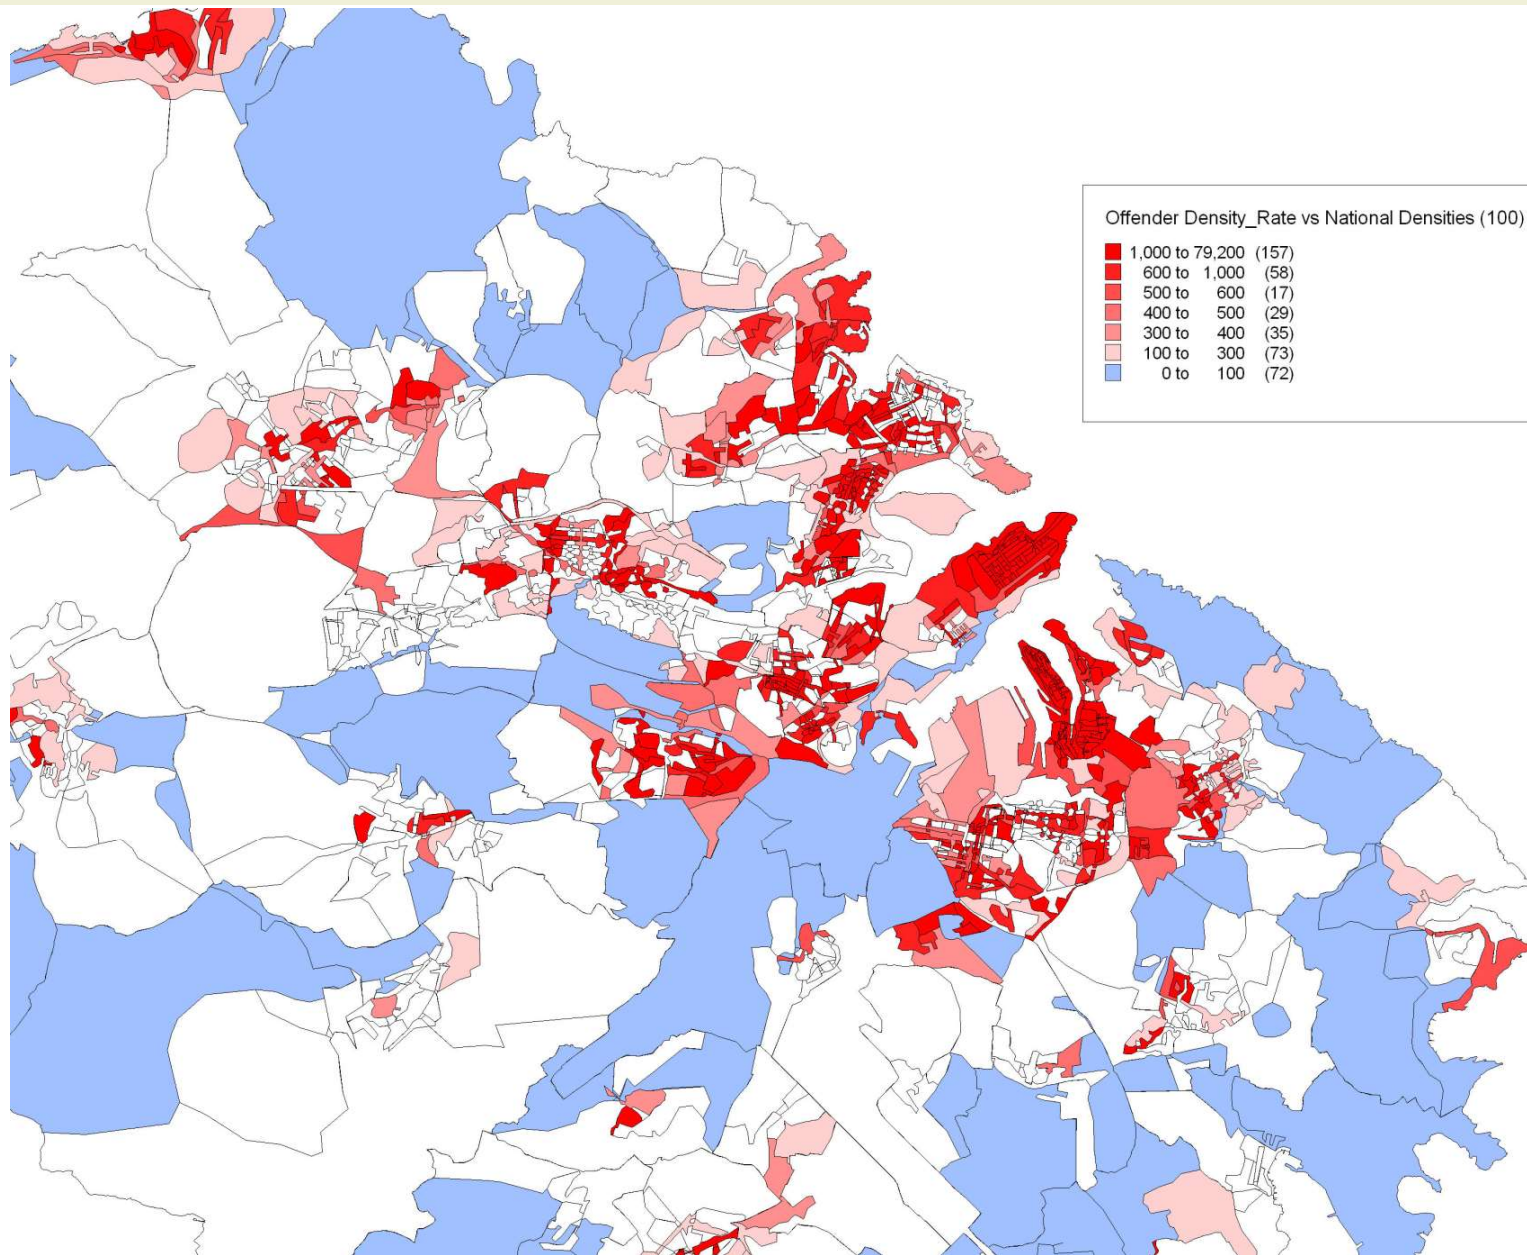 Offender Density_Rate vs National Densities (100)
1,000 to 79,200 (157)
600 to 1,000 (58)
500 to 600 (17)
400 to 500 (29)
300 to 400 (35)
100 to 300 (73)
0 to 100 (72)